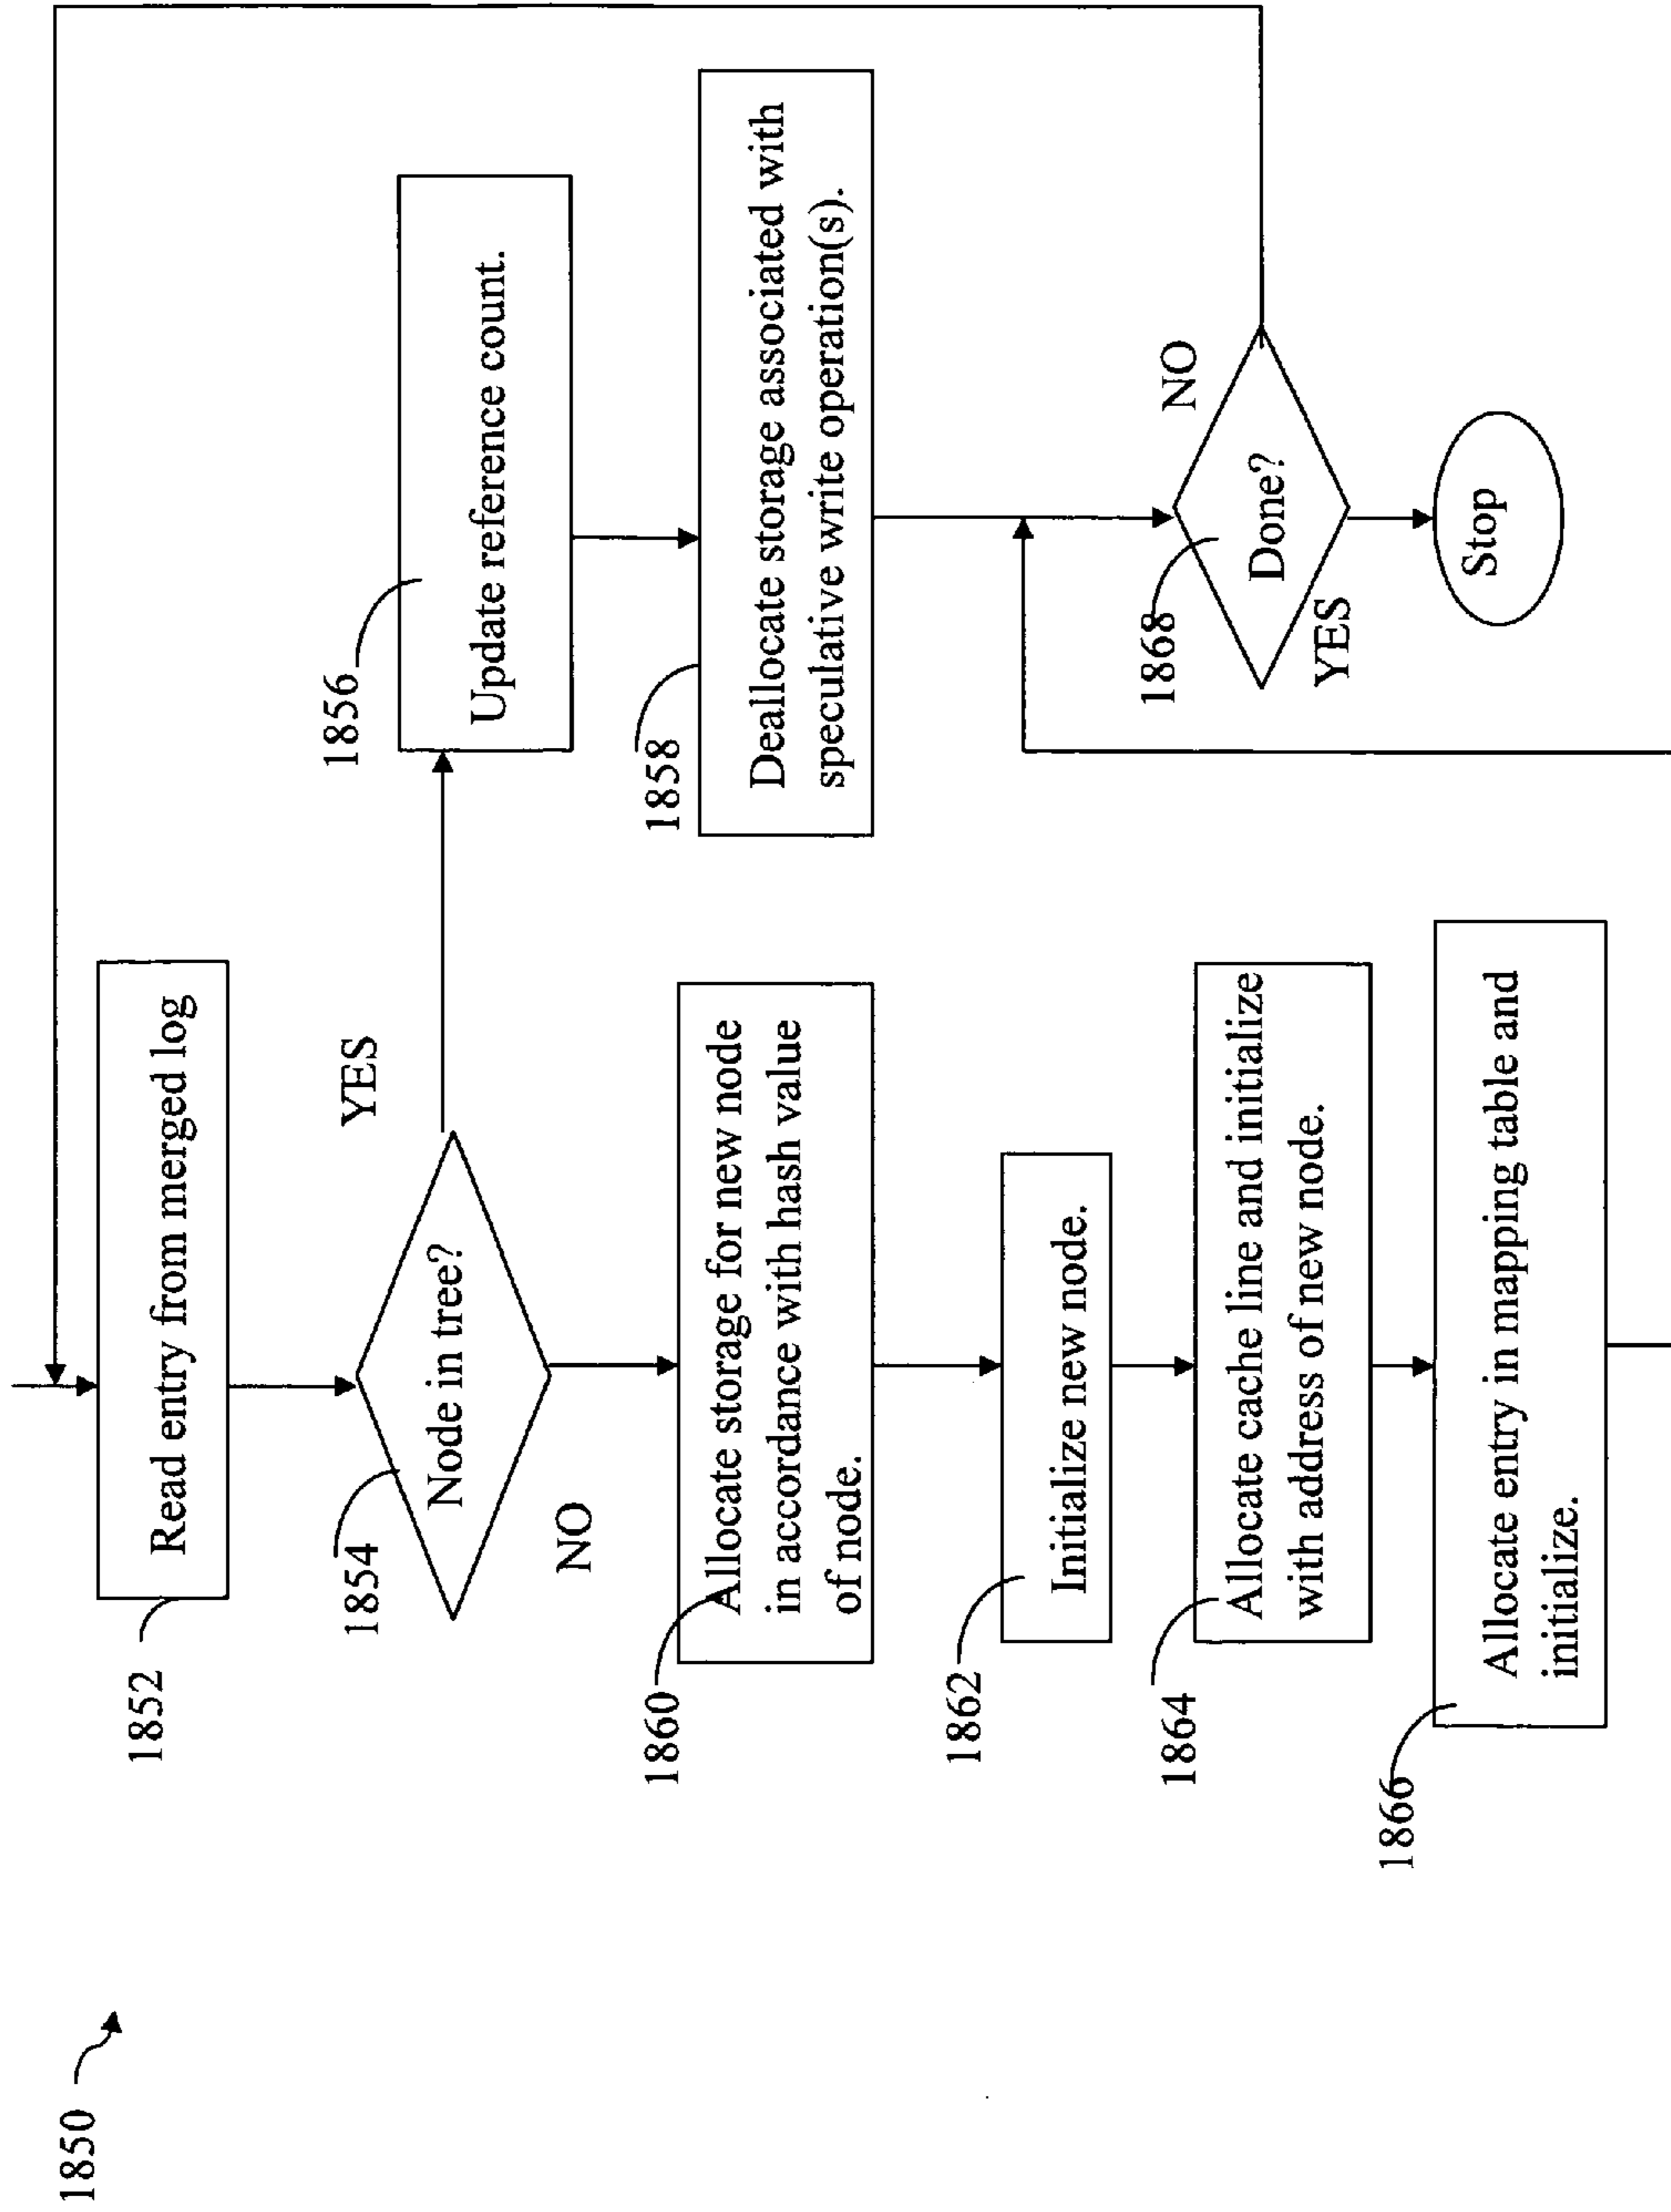 1850
1852
Read entry from merged log
1854
Node in tree?
YES
NO
1856
Update reference count.
1858
Deallocate storage associated with
speculative write operation(s).
1860
Allocate storage for new node
in accordance with hash value
of node.
1862
Initialize new node.
1864
Allocate cache line and initialize
with address of new node.
1866
Allocate entry in mapping table and
initialize.
1868
Done?
NO
YES
Stop